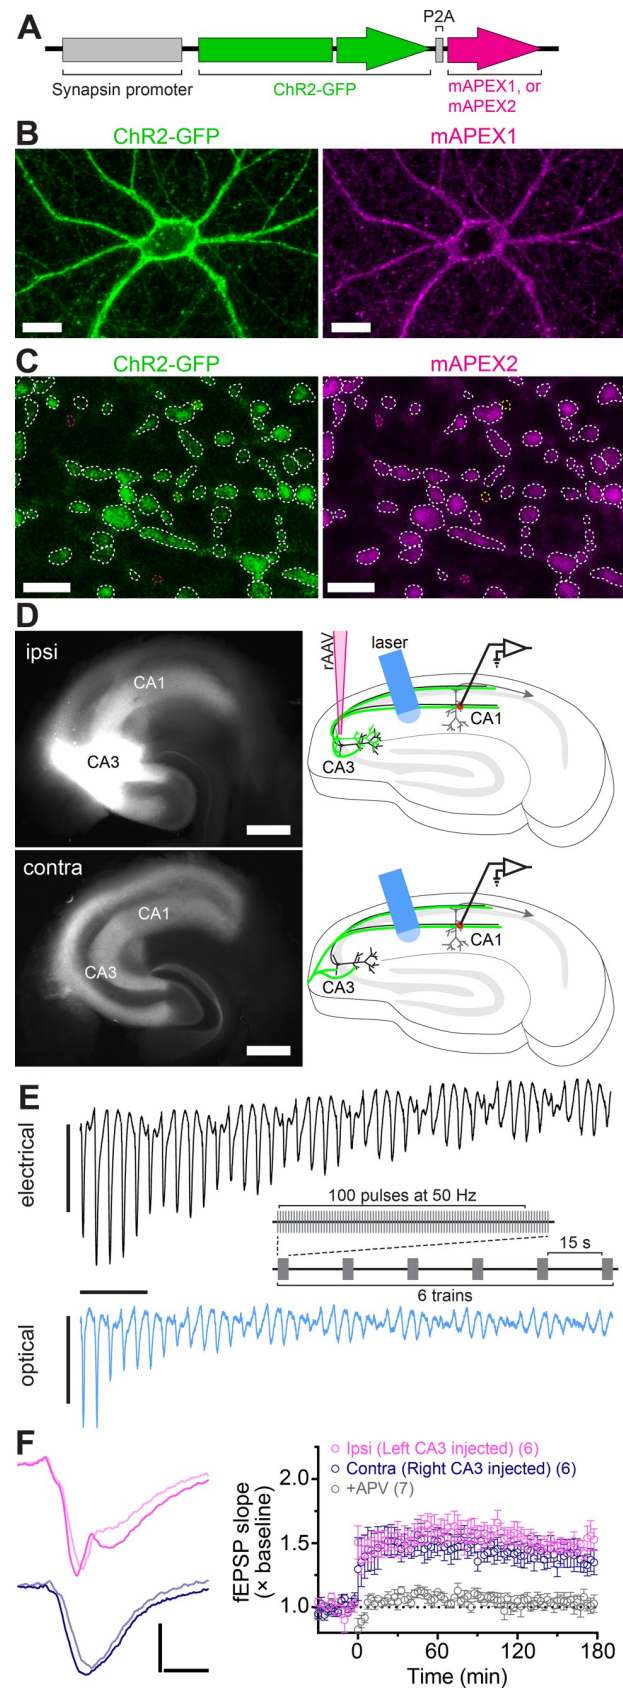 A
P2A
Synapsin promoter
ChR2-GFP
mAPEX1, or
mAPEX2
B
ChR2-GFP
mAPEX1
C
ChR2-GFP
mAPEX2
D
ipsi
CA1
CA3
rAAV
laser
CA1
CA3
contra
CA1
CA3
CA1
CA3
E
electrical
100 pulses at 50 Hz
15 s
6 trains
optical
F
Ipsi (Left CA3 injected) (6)
Contra (Right CA3 injected) (6)
+APV (7)
fEPSP slope
(× baseline)
2.0
1.5
1.0
0
60
120
180
Time (min)